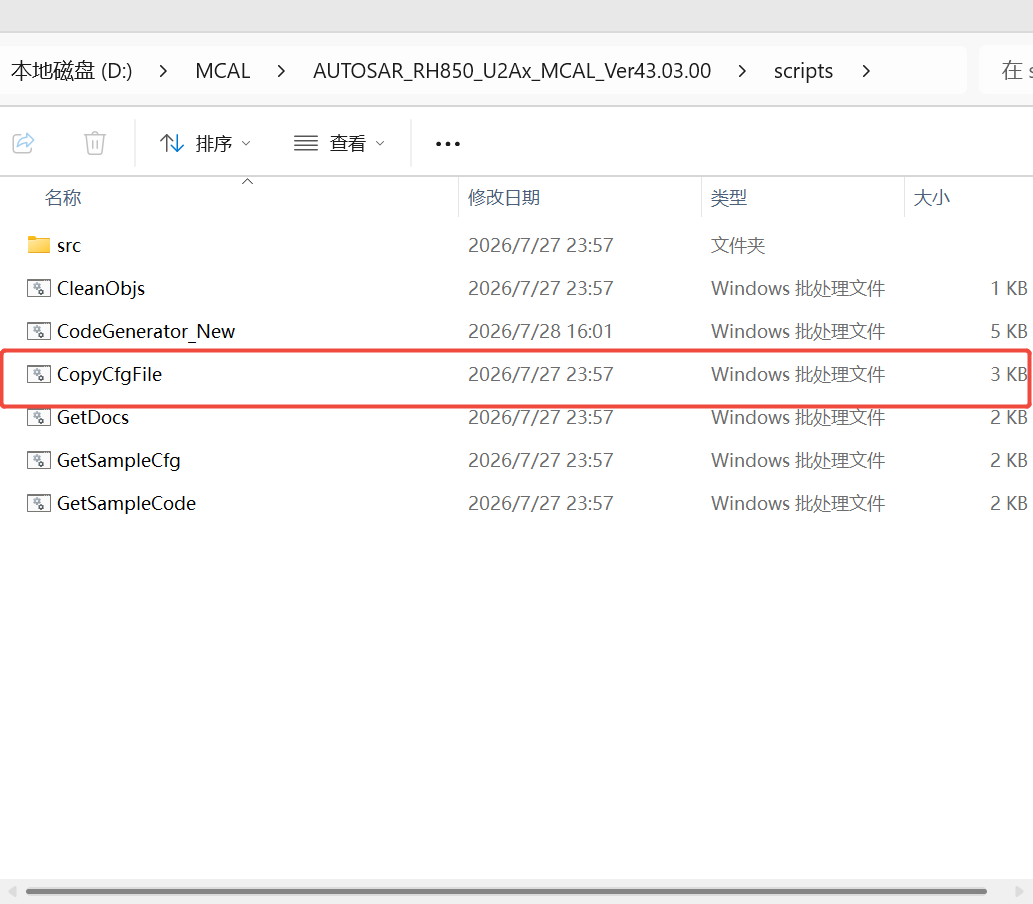 本地磁盘 (D:) > MCAL > AUTOSAR_RH850_U2Ax_MCAL_Ver43.03.00 > scripts > 在
排序 查看 •••
名称 修改日期 类型 大小
src 2026/7/27 23:57 文件夹
CleanObjs 2026/7/27 23:57 Windows 批处理文件 1 KB
CodeGenerator_New 2026/7/28 16:01 Windows 批处理文件 5 KB
CopyCfgFile 2026/7/27 23:57 Windows 批处理文件 3 KB
GetDocs 2026/7/27 23:57 Windows 批处理文件 2 KB
GetSampleCfg 2026/7/27 23:57 Windows 批处理文件 2 KB
GetSampleCode 2026/7/27 23:57 Windows 批处理文件 2 KB